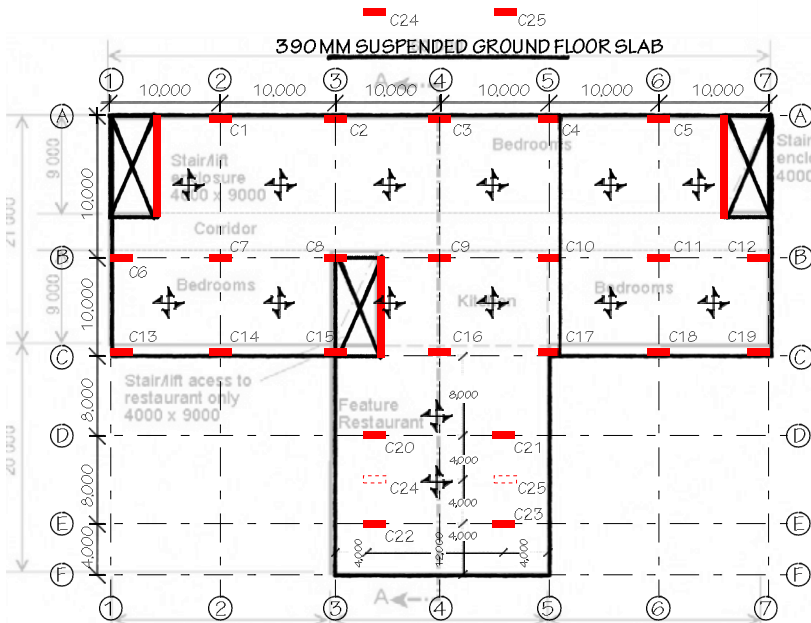 C24 C25
390 MM SUSPENDED GROUND FLOOR SLAB
A
1 2 3 4 5 6 7
10,000 10,000 10,000 10,000 10,000 10,000
A A
C1 C2 C3 C4 C5
Bedrooms
Stair/lift
enclosure
4000 x 9000
Stair
enclo
4000
9 000
10,000
21 000
Corridor
B C7 C8 C9 C10 C11 C12 B
C6
Bedrooms Bedrooms
Kitchen
9 000
10,000
C13 C14 C15 C16 C17 C18 C19
C C
Stair/lift acess to
restaurant only
4000 x 9000
8,000
8,000
Feature
Restaurant
D D
C20 C21
4,000
20 000
8,000
C24 C25
4,000
E C23 E
C22
4,000
4,000
4,000 12,000 4,000
F F
A
1 2 3 4 5 6 7